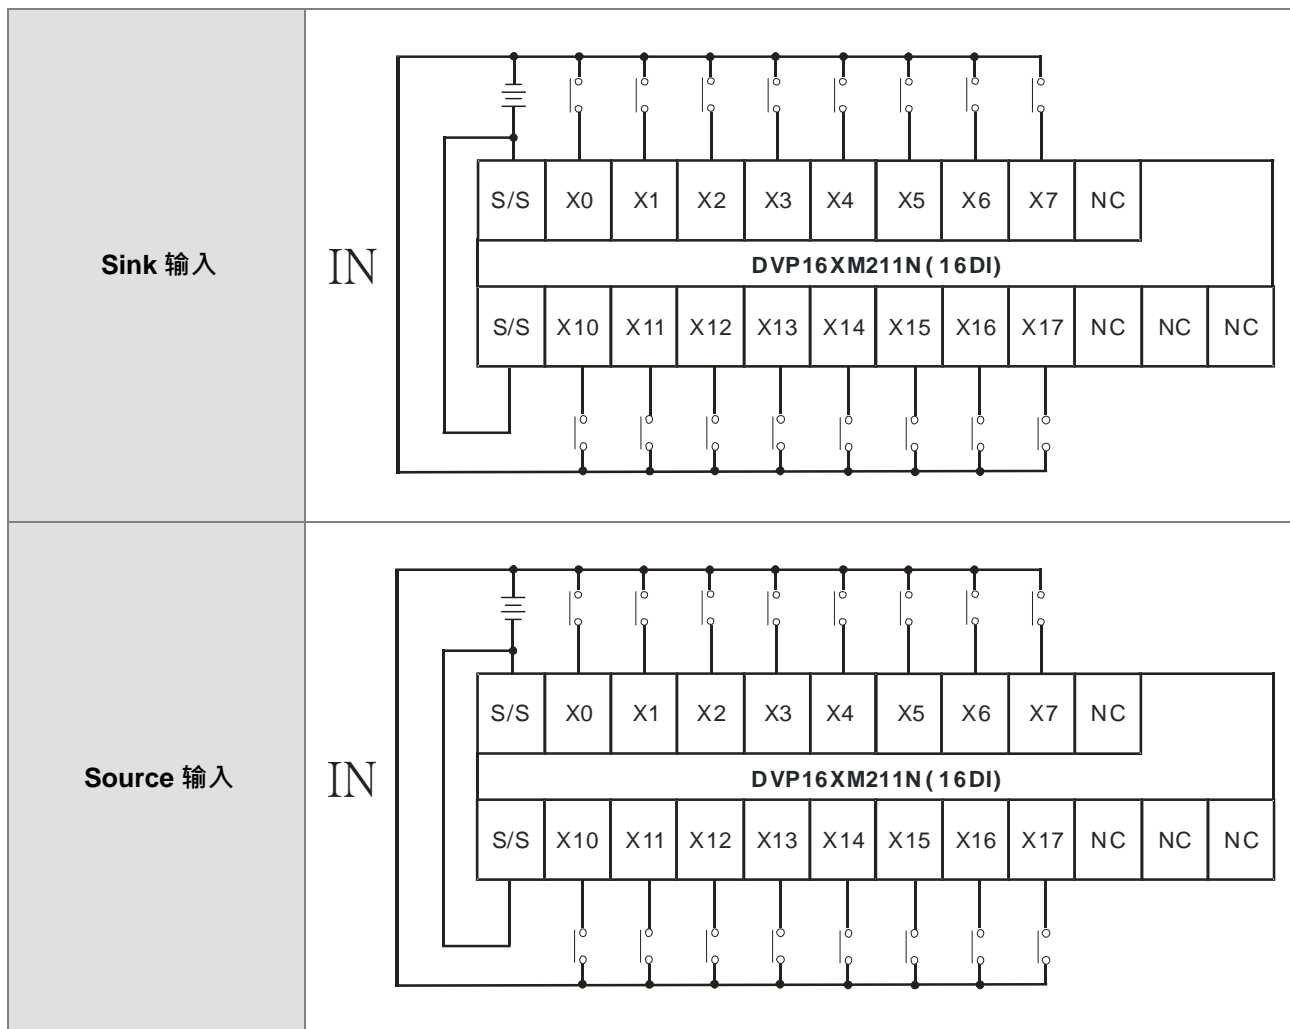 Sink 输入
IN
S/S X0 X1 X2 X3 X4 X5 X6 X7 NC
DVP16XM211N(16DI)
S/S X10 X11 X12 X13 X14 X15 X16 X17 NC NC NC
Source 输入
IN
S/S X0 X1 X2 X3 X4 X5 X6 X7 NC
DVP16XM211N(16DI)
S/S X10 X11 X12 X13 X14 X15 X16 X17 NC NC NC